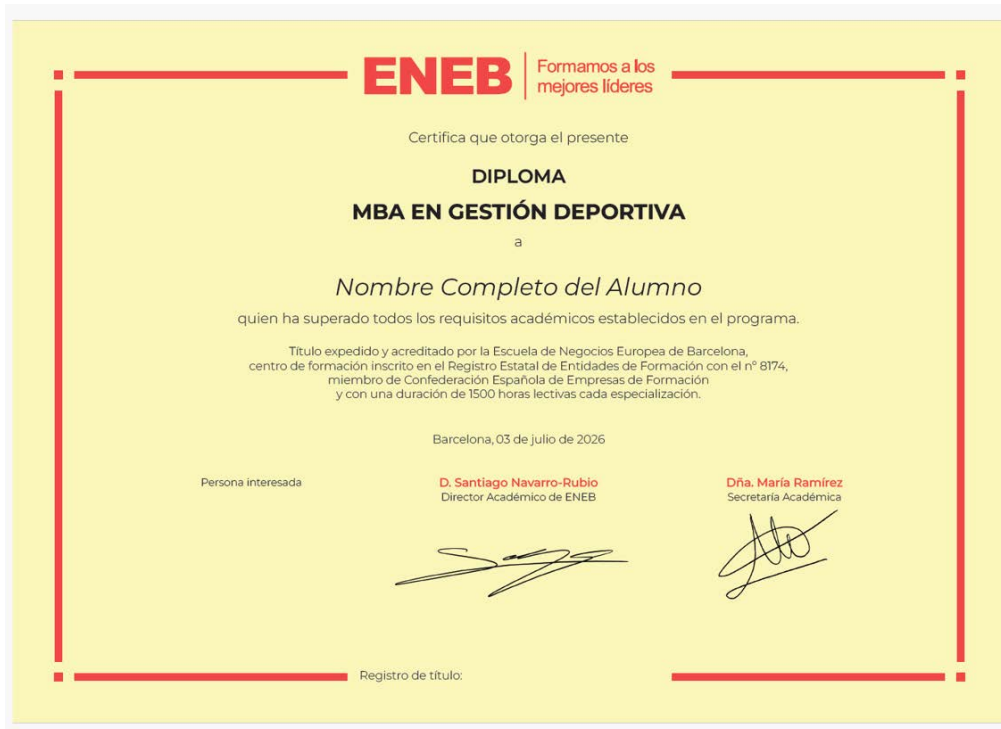 ENEB
Formamos a los
mejores líderes
Certifica que otorga el presente
DIPLOMA
MBA EN GESTIÓN DEPORTIVA
a
Nombre Completo del Alumno
quien ha superado todos los requisitos académicos establecidos en el programa.
Título expedido y acreditado por la Escuela de Negocios Europea de Barcelona,
centro de formación inscrito en el Registro Estatal de Entidades de Formación con el nº 8174,
miembro de Confederación Española de Empresas de Formación
y con una duración de 1500 horas lectivas cada especialización.
Barcelona, 03 de julio de 2026
Persona interesada
D. Santiago Navarro-Rubio
Director Académico de ENEB
Dña. María Ramírez
Secretaría Académica
Registro de título: